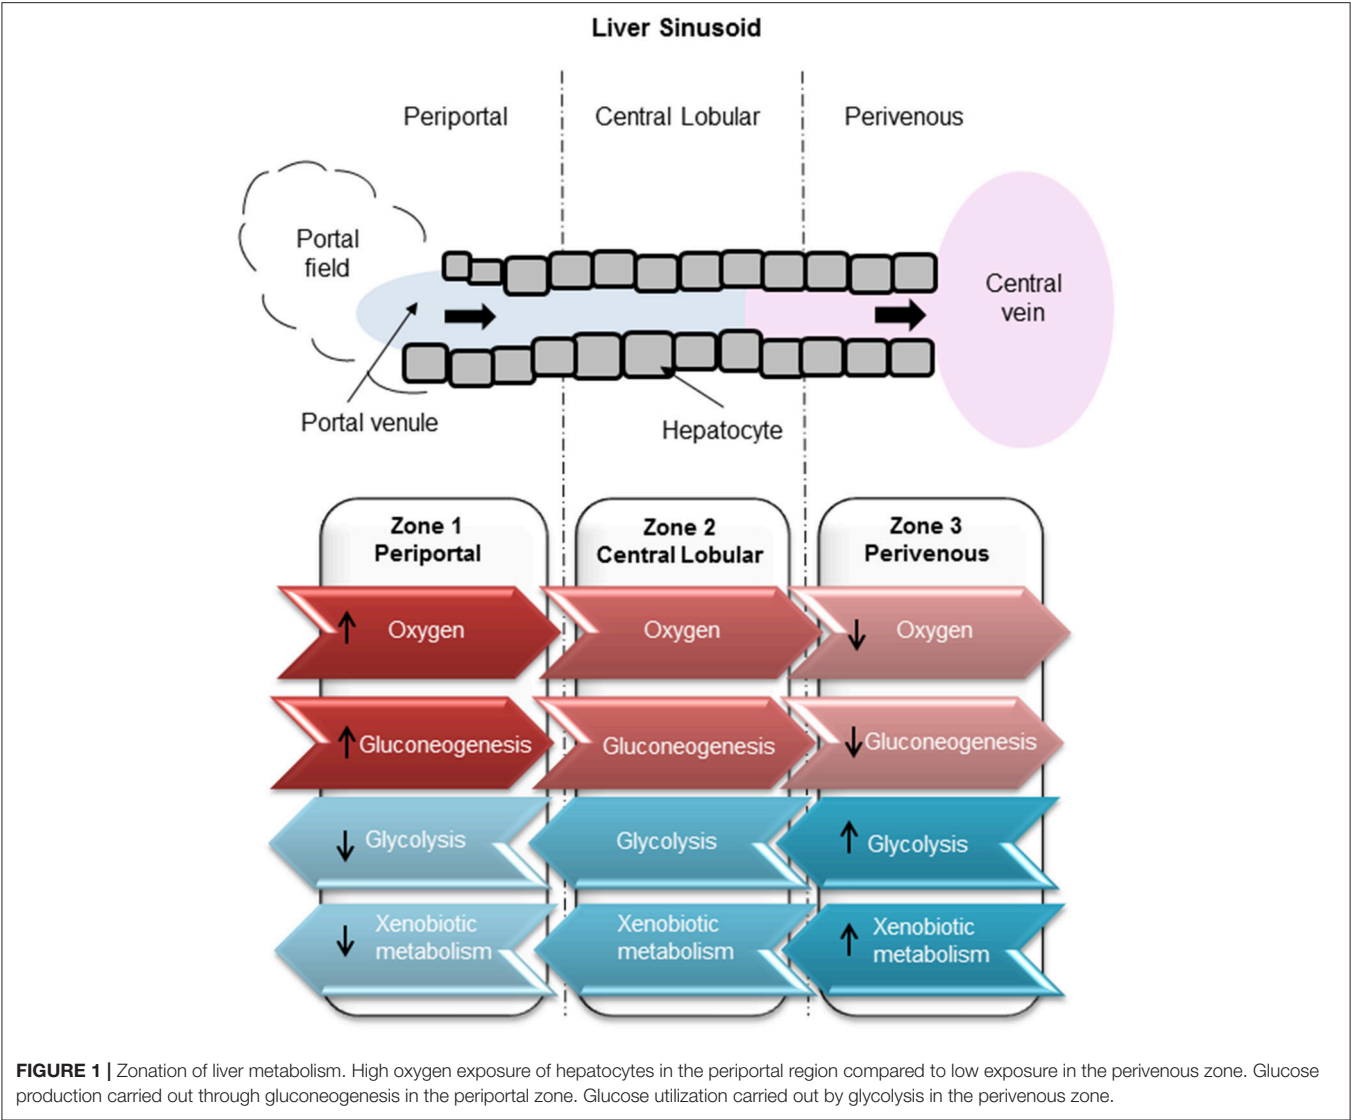 Liver Sinusoid
Periportal
Central Lobular
Perivenous
Portal
field
Central
vein
Portal venule
Hepatocyte
Zone 1
Periportal
Zone 2
Central Lobular
Zone 3
Perivenous
↑ Oxygen
Oxygen
↓ Oxygen
↑ Gluconeogenesis
Gluconeogenesis
↓ Gluconeogenesis
↓ Glycolysis
Glycolysis
↑ Glycolysis
↓ Xenobiotic
metabolism
Xenobiotic
metabolism
↑ Xenobiotic
metabolism
FIGURE 1 | Zonation of liver metabolism. High oxygen exposure of hepatocytes in the periportal region compared to low exposure in the perivenous zone. Glucose
production carried out through gluconeogenesis in the periportal zone. Glucose utilization carried out by glycolysis in the perivenous zone.